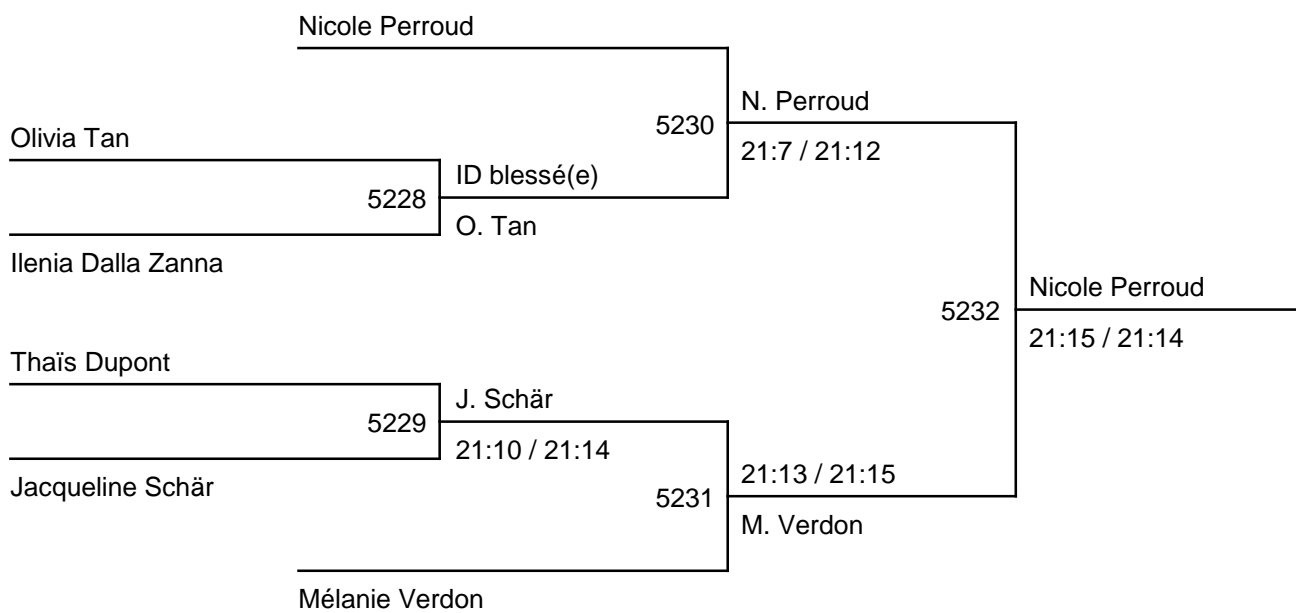 Nicole Perroud
N. Perroud
5230
Olivia Tan
21:7 / 21:12
ID blessé(e)
5228
O. Tan
Ilenia Dalla Zanna
Nicole Perroud
5232
21:15 / 21:14
Thaïs Dupont
J. Schär
5229
21:10 / 21:14
21:13 / 21:15
Jacqueline Schär
5231
M. Verdon
Mélanie Verdon